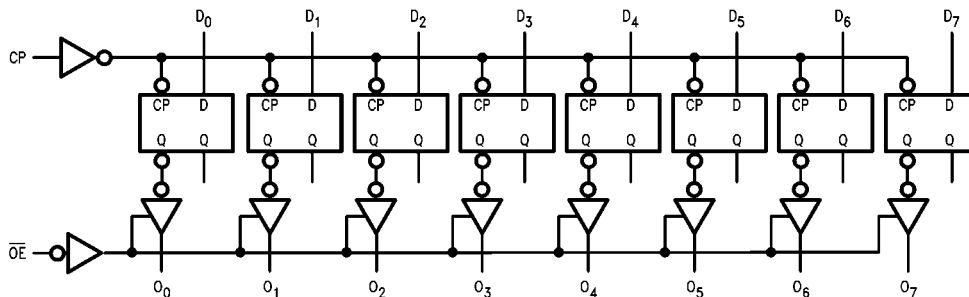 D0 D1 D2 D3 D4 D5 D6 D7
CP
CP D CP D CP D CP D CP D CP D CP D CP D
Q Q Q Q Q Q Q Q Q Q Q Q Q Q Q Q
O̅E̅
O0 O1 O2 O3 O4 O5 O6 O7